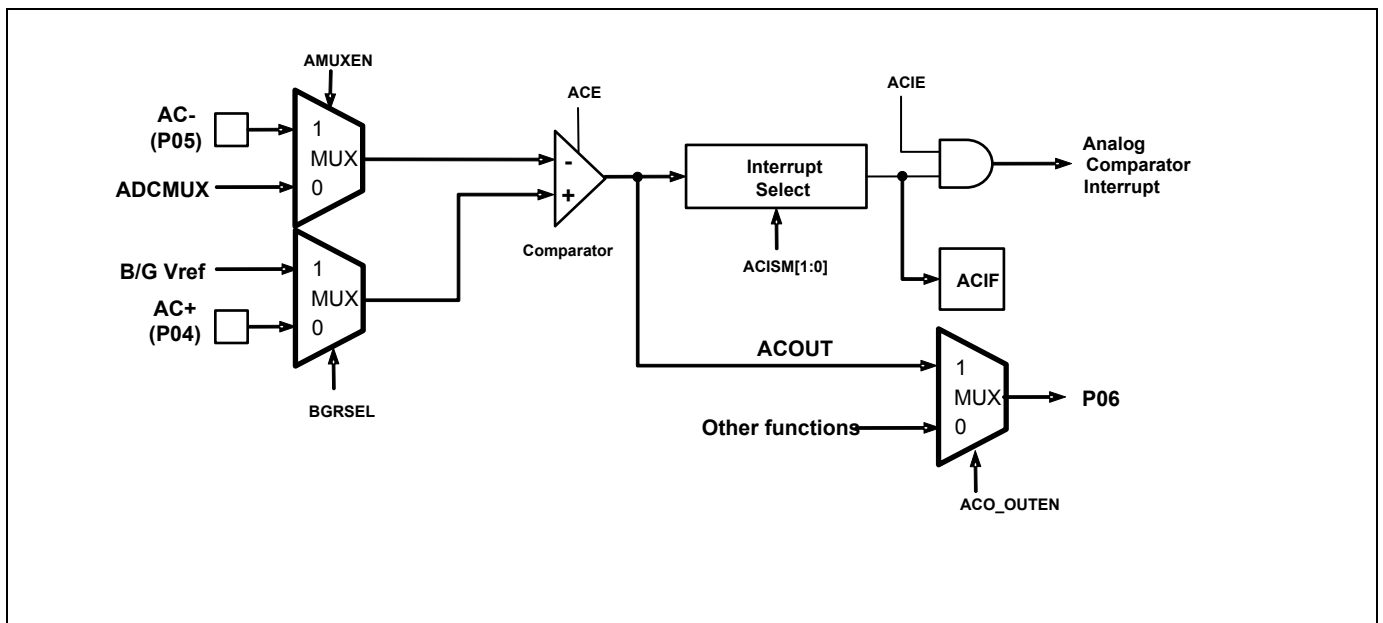 AMUXEN
AC-
(P05)
1
MUX
0
ADCMUX
ACE
-
+
Comparator
Interrupt
Select
ACISM[1:0]
ACIE
Analog
Comparator
Interrupt
ACIF
B/G Vref
AC+
(P04)
1
MUX
0
BGRSEL
ACOUT
Other functions
1
MUX
0
P06
ACO_OUTEN